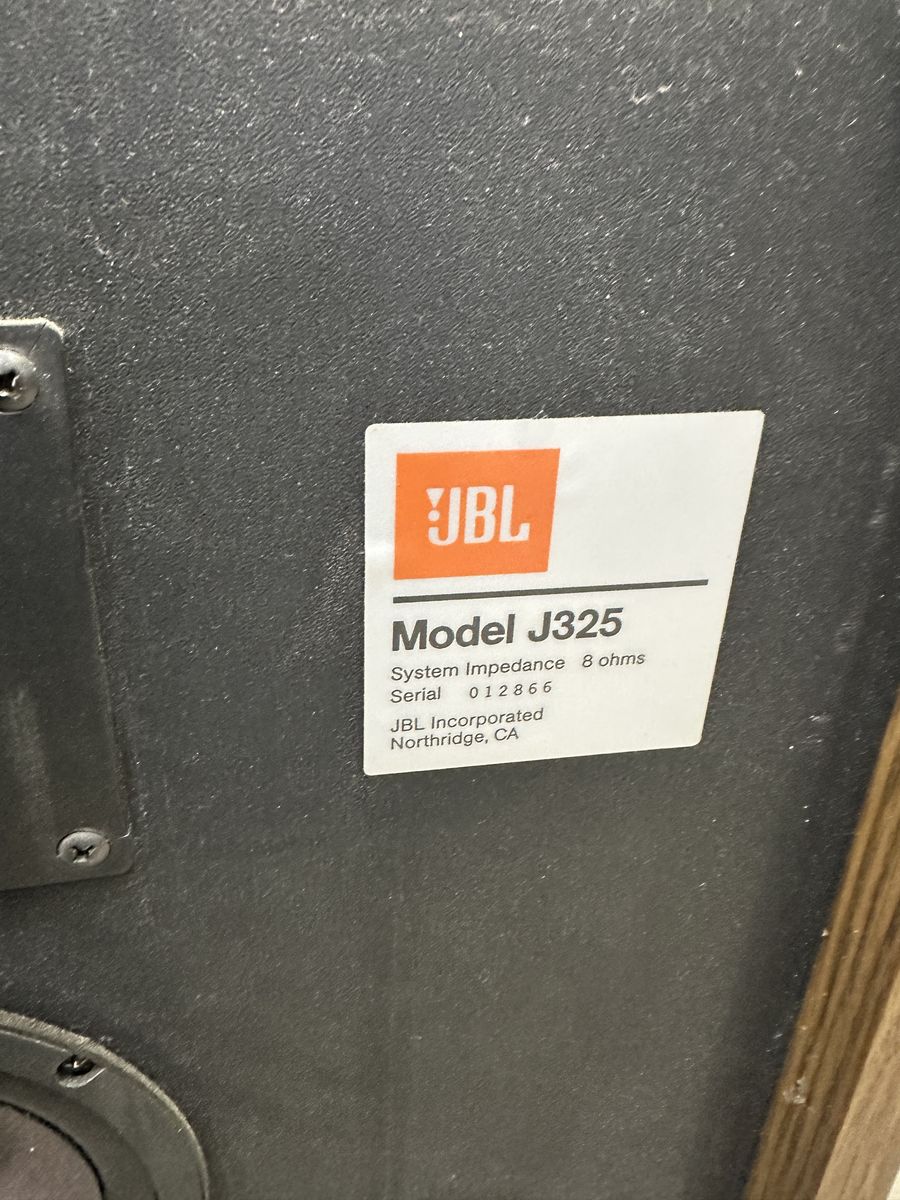 JBL
Model J325
System Impedance 8 ohms
Serial 012866
JBL Incorporated
Northridge, CA